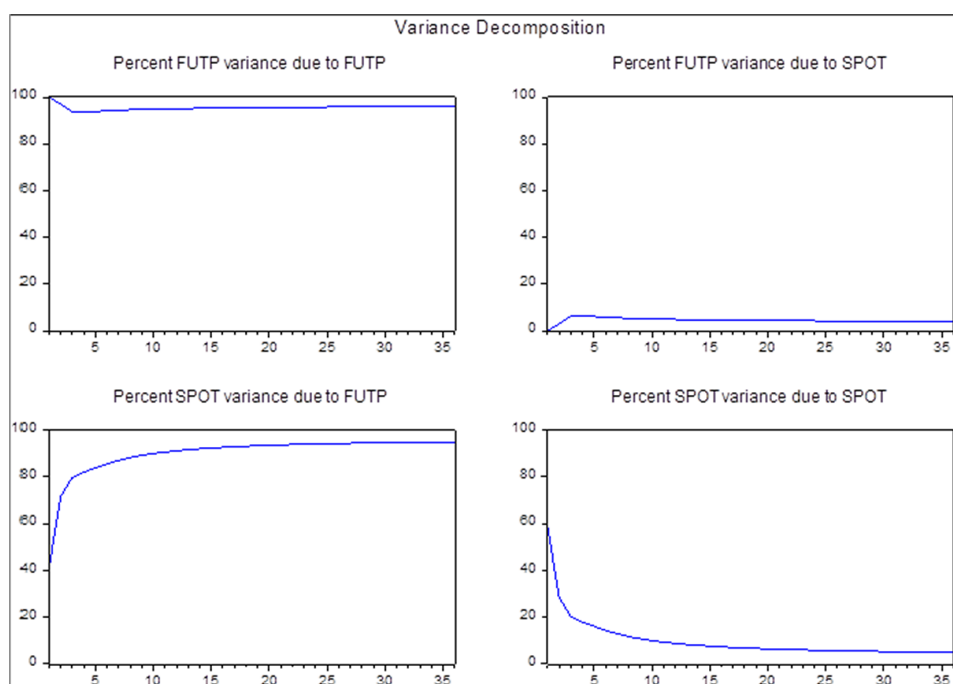 Variance Decomposition
Percent FUTP variance due to FUTP
100
80
60
40
20
0
5 10 15 20 25 30 35
Percent FUTP variance due to SPOT
100
80
60
40
20
0
5 10 15 20 25 30 35
Percent SPOT variance due to FUTP
100
80
60
40
20
0
5 10 15 20 25 30 35
Percent SPOT variance due to SPOT
100
80
60
40
20
0
5 10 15 20 25 30 35